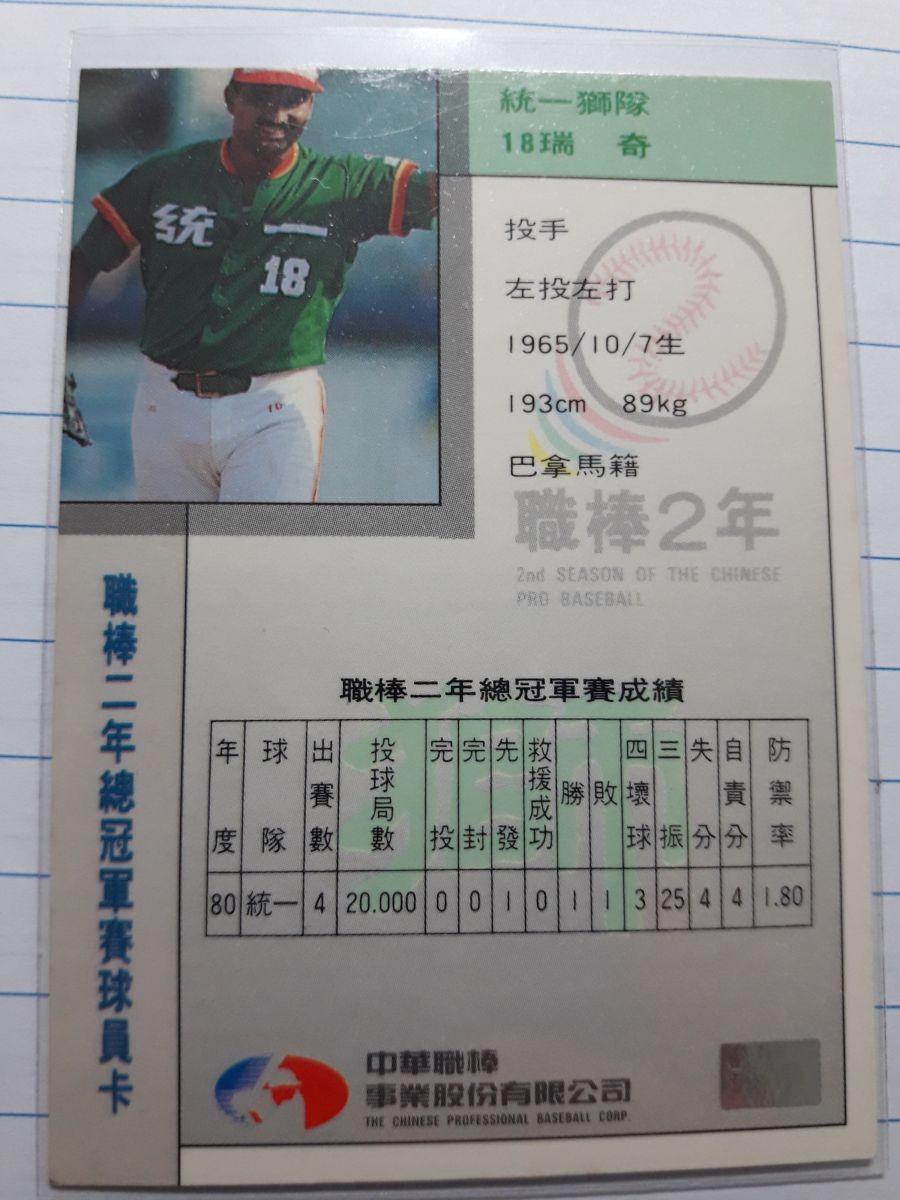 統一獅隊
18瑞 奇
統一
18
投手
左投左打
1965/10/7生
193cm 89kg
巴拿馬籍
職棒2年
2nd SEASON OF THE CHINESE
PRO BASEBALL
職棒二年總冠軍賽球員卡
職棒二年總冠軍賽成績
年度 球隊 出賽數 投球局數 完投 完封 先發 救援成功 勝 敗 四壞球 三振 失分 自責分 防禦率
80 統一 4 20.000 0 0 1 0 1 1 3 25 4 4 1.80
中華職棒
事業股份有限公司
THE CHINESE PROFESSIONAL BASEBALL CORP.